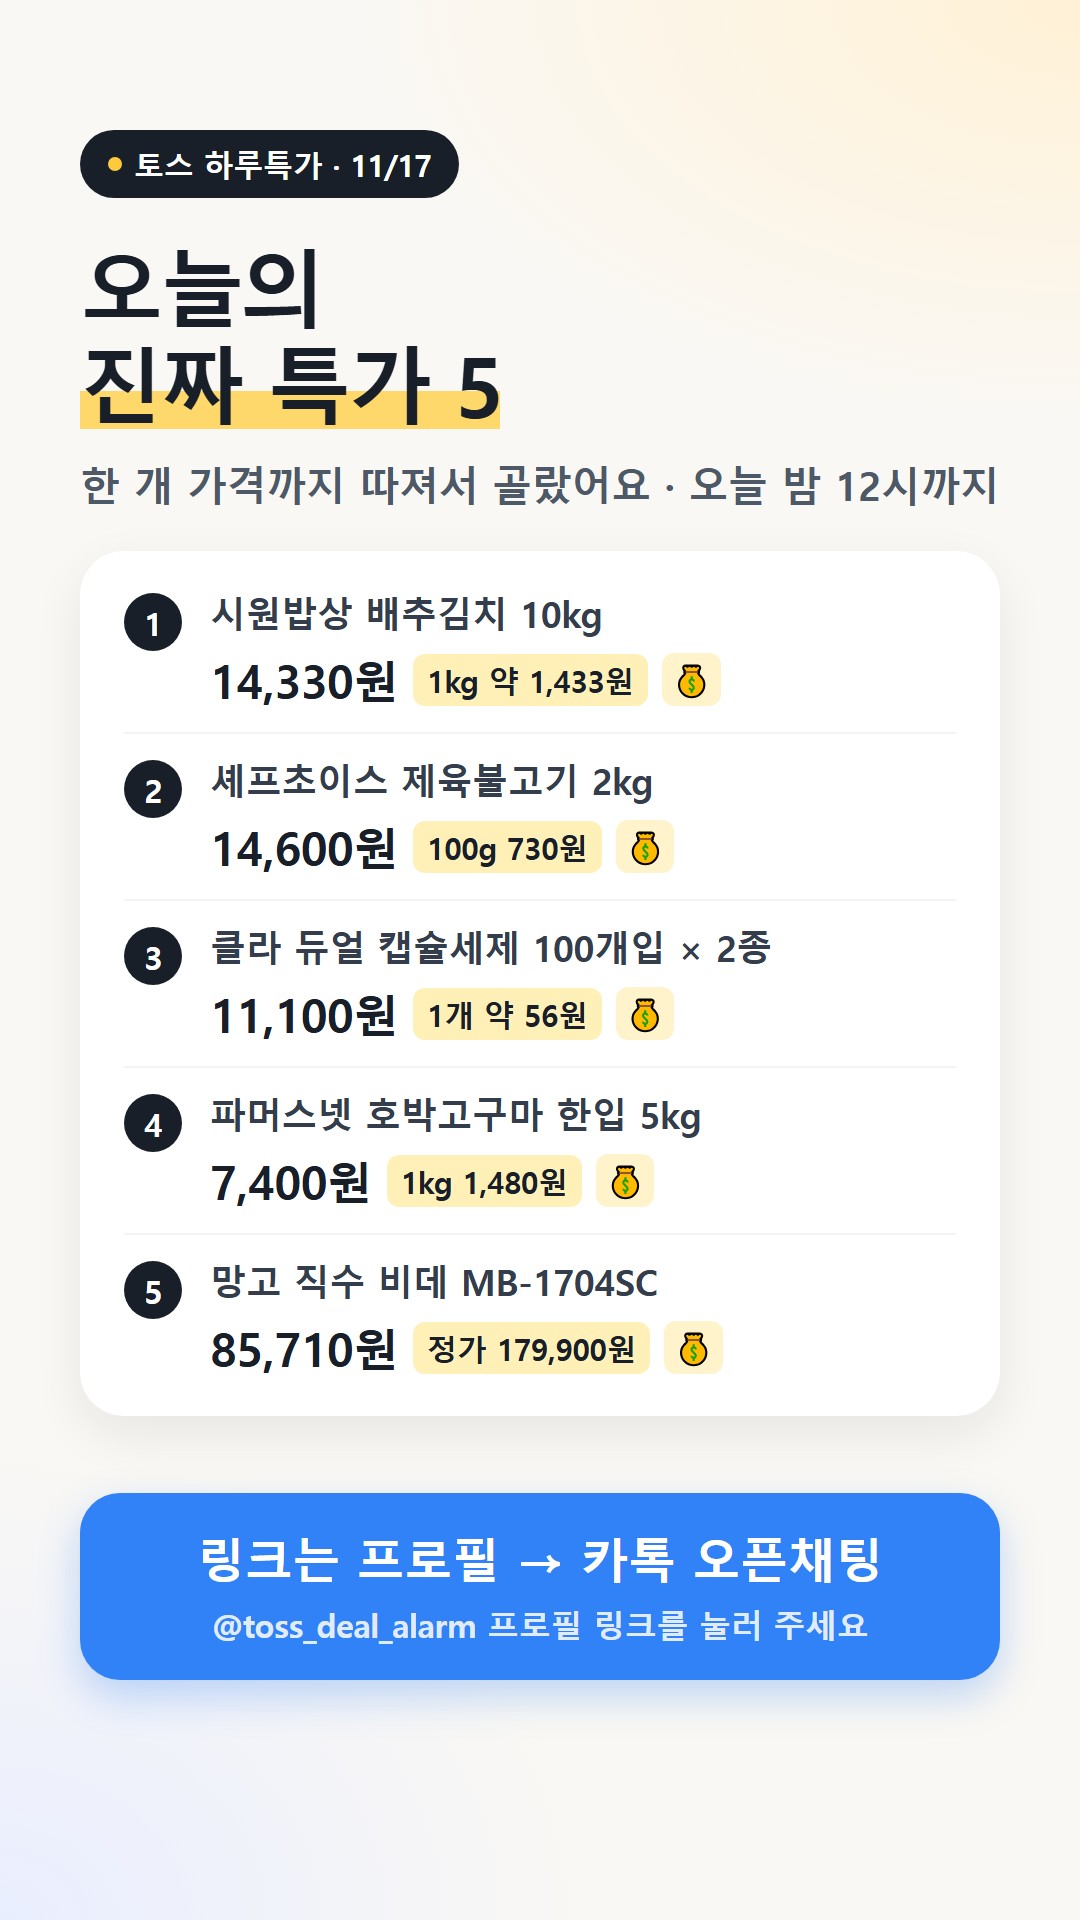 토스 하루특가 · 11/17
오늘의
진짜 특가 5
한 개 가격까지 따져서 골랐어요 · 오늘 밤 12시까지
1 시원밥상 배추김치 10kg
14,330원 1kg 약 1,433원
2 셰프초이스 제육불고기 2kg
14,600원 100g 730원
3 클라 듀얼 캡슐세제 100개입 × 2종
11,100원 1개 약 56원
4 파머스넷 호박고구마 한입 5kg
7,400원 1kg 1,480원
5 망고 직수 비데 MB-1704SC
85,710원 정가 179,900원
링크는 프로필 → 카톡 오픈채팅
@toss_deal_alarm 프로필 링크를 눌러 주세요